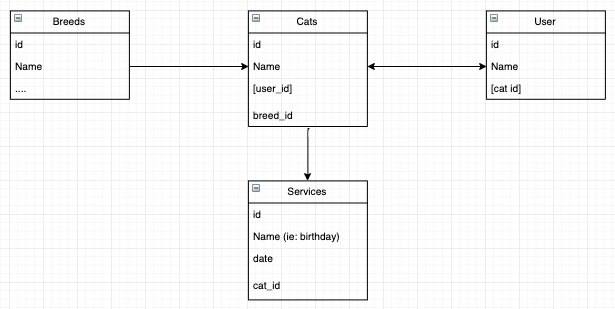 Breeds
id
Name
....
Cats
id
Name
[user_id]
breed_id
User
id
Name
[cat id]
Services
id
Name (ie: birthday)
date
cat_id